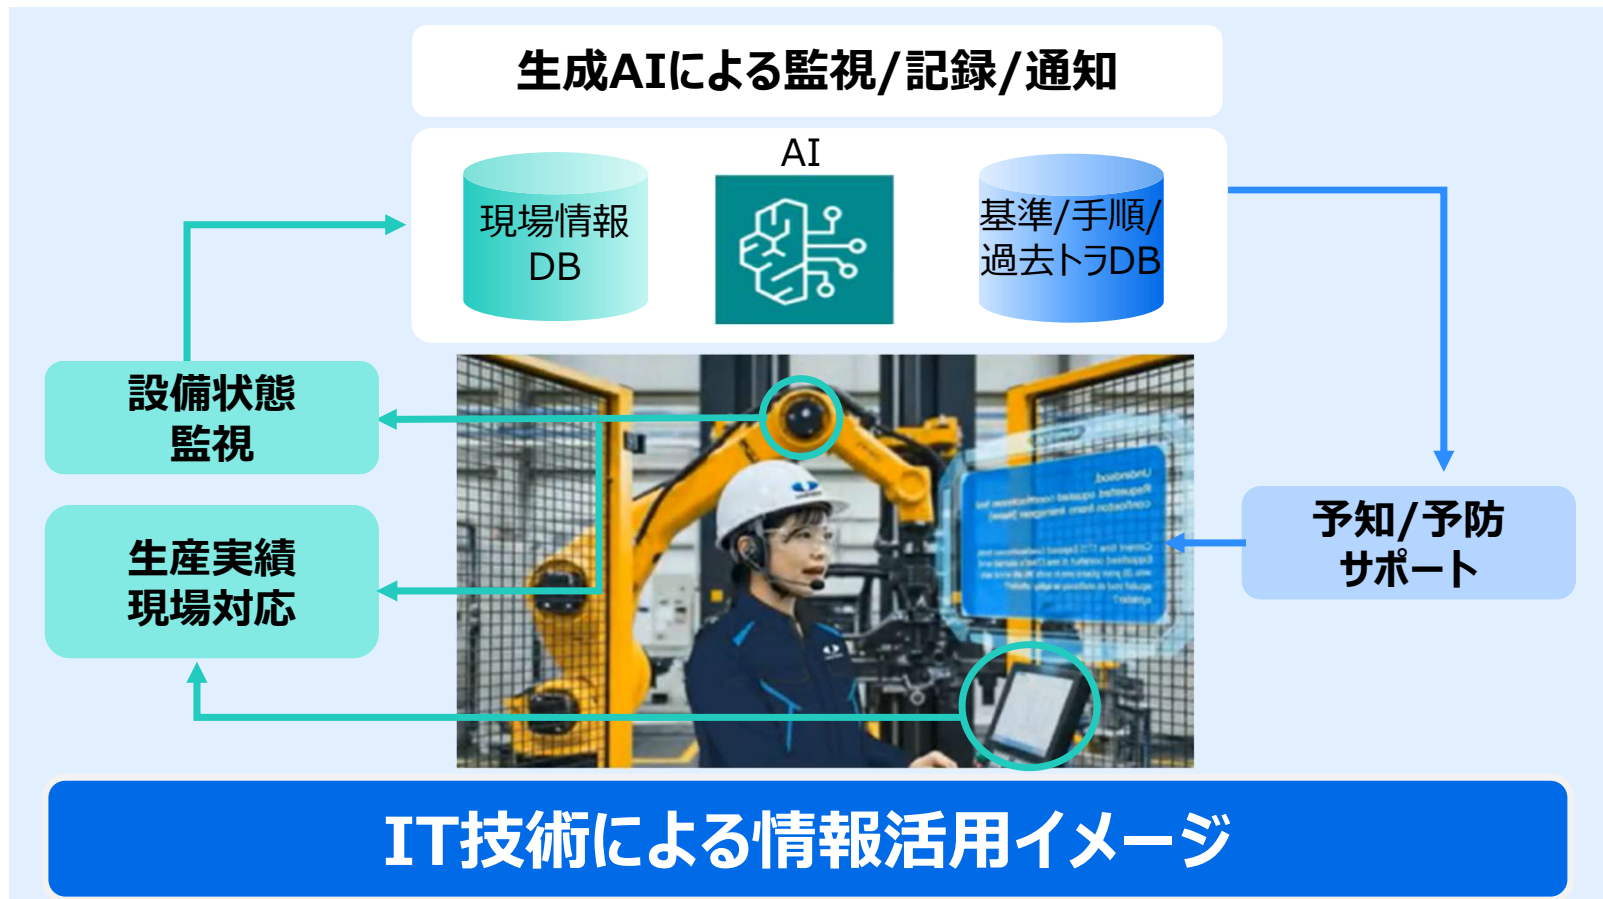 生成AIによる監視/記録/通知
AI
現場情報
DB
基準/手順/
過去トラDB
設備状態
監視
生産実績
現場対応
予知/予防
サポート
IT技術による情報活用イメージ